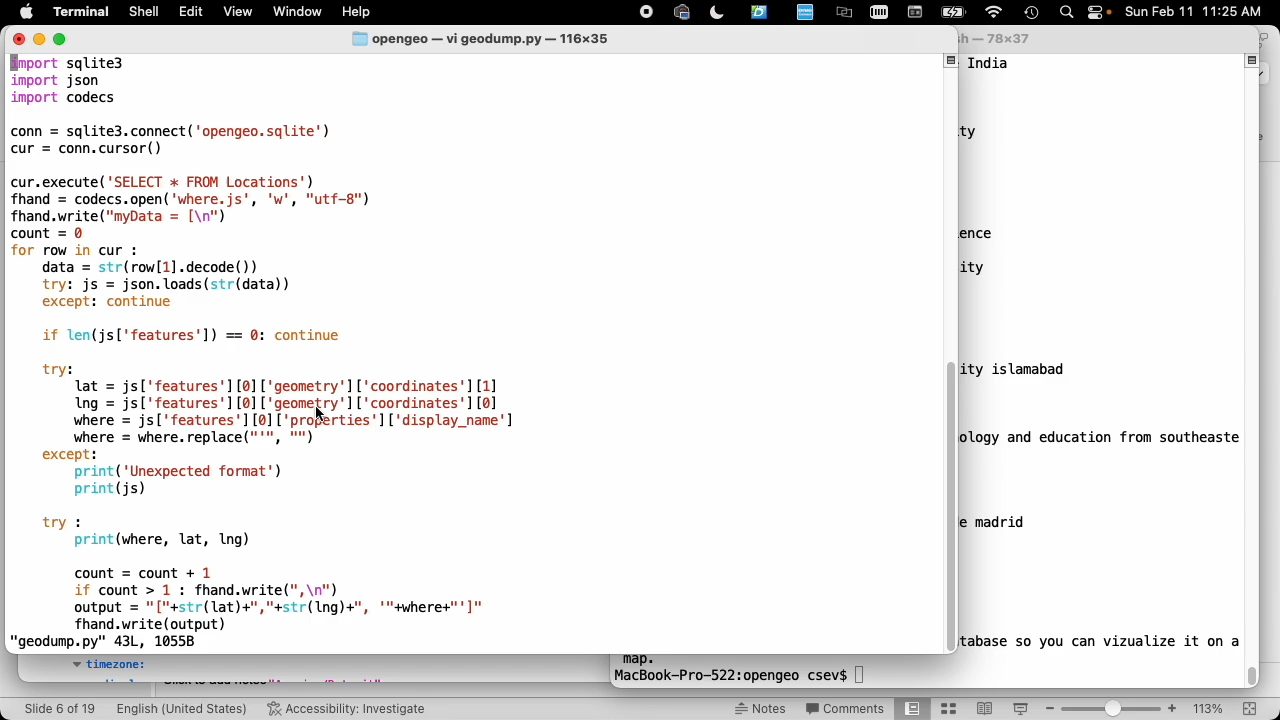 Terminal Shell Edit View Window Help Sun Feb 11 11:25 AM
opengeo — vi geodump.py — 116×35
sh — 78×37
import sqlite3
import json
import codecs
conn = sqlite3.connect('opengeo.sqlite')
cur = conn.cursor()
cur.execute('SELECT * FROM Locations')
fhand = codecs.open('where.js', 'w', "utf-8")
fhand.write("myData = [\n")
count = 0
for row in cur :
    data = str(row[1].decode())
    try: js = json.loads(str(data))
    except: continue
    if len(js['features']) == 0: continue
    try:
        lat = js['features'][0]['geometry']['coordinates'][1]
        lng = js['features'][0]['geometry']['coordinates'][0]
        where = js['features'][0]['properties']['display_name']
        where = where.replace("'", "")
    except:
        print('Unexpected format')
        print(js)
    try :
        print(where, lat, lng)
        count = count + 1
        if count > 1 : fhand.write(",\n")
        output = "["+str(lat)+","+str(lng)+", '"+where+"']"
        fhand.write(output)
"geodump.py" 43L, 1055B
India
ty
ence
ity
ity islamabad
ology and education from southeaste
e madrid
tabase so you can vizualize it on a
map.
MacBook-Pro-522:opengeo csev$
timezone:
Slide 6 of 19 English (United States) Accessibility: Investigate Notes Comments 113%